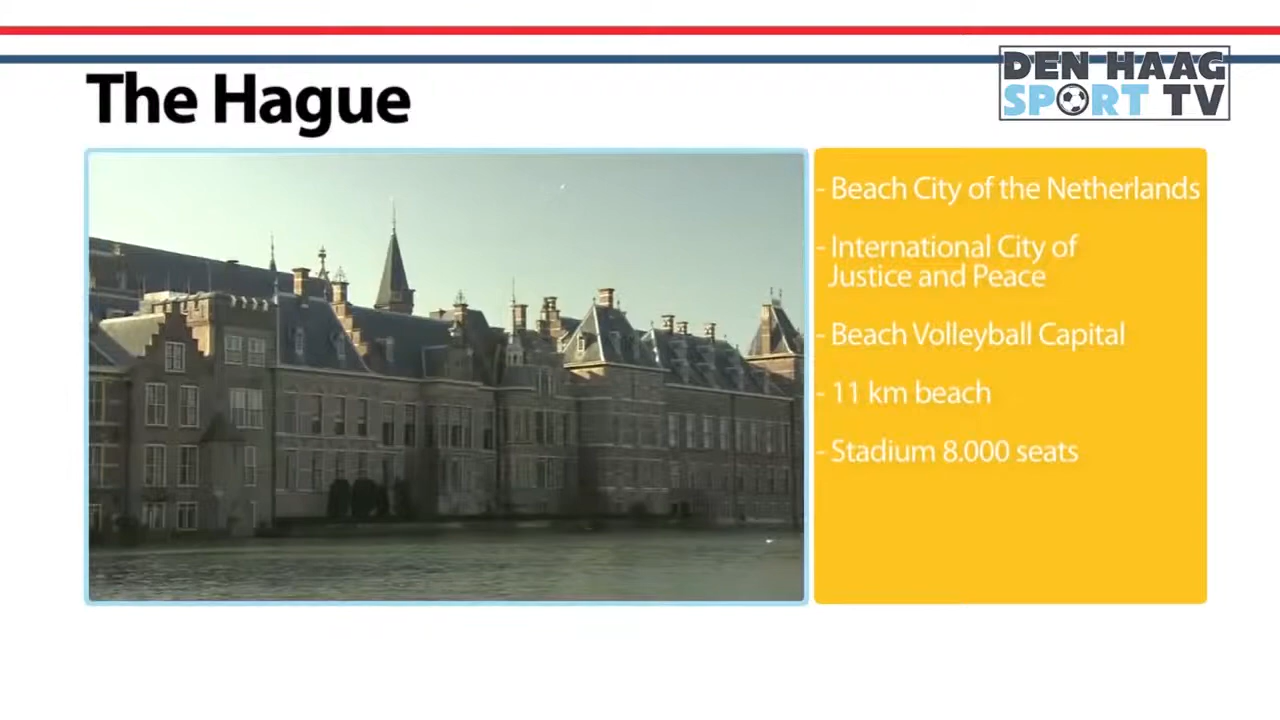 The Hague
DEN HAAG
SPORT TV
- Beach City of the Netherlands
- International City of
Justice and Peace
- Beach Volleyball Capital
- 11 km beach
- Stadium 8.000 seats